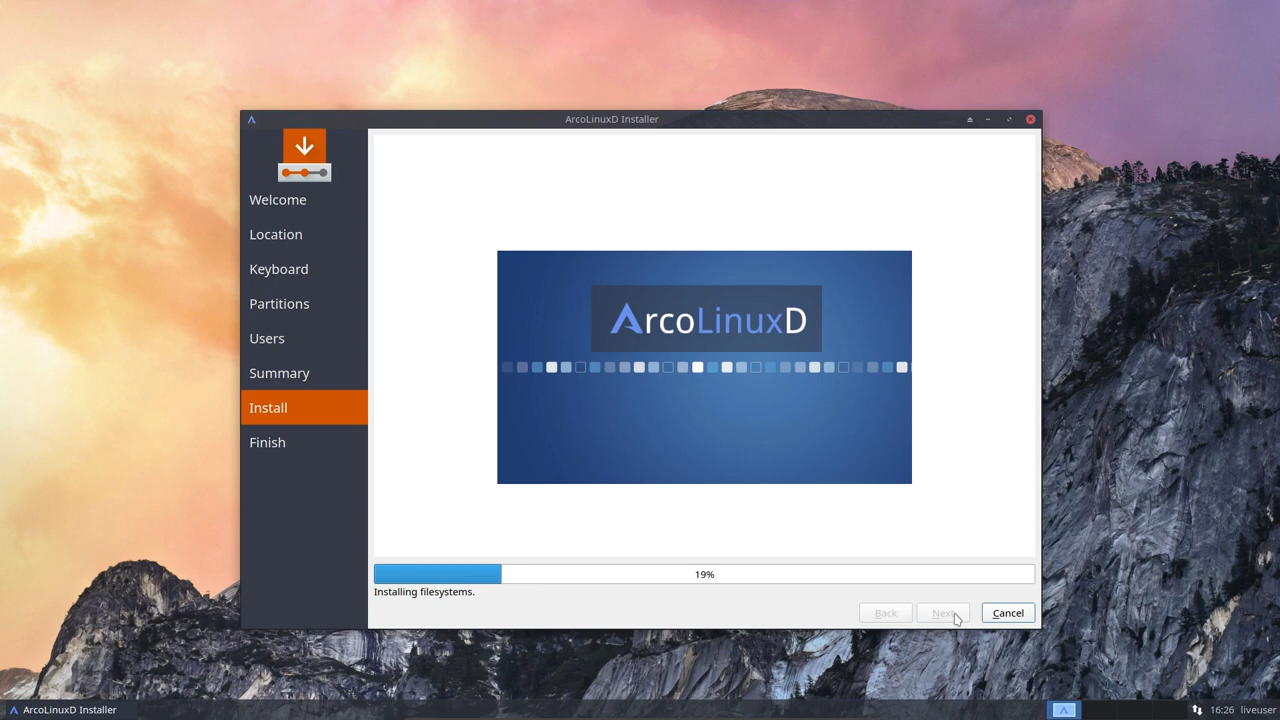 ArcoLinuxD Installer
Welcome
Location
Keyboard
Partitions
Users
Summary
Install
Finish
ArcoLinuxD
19%
Installing filesystems.
Back
Next
Cancel
ArcoLinuxD Installer
16:26 liveuser